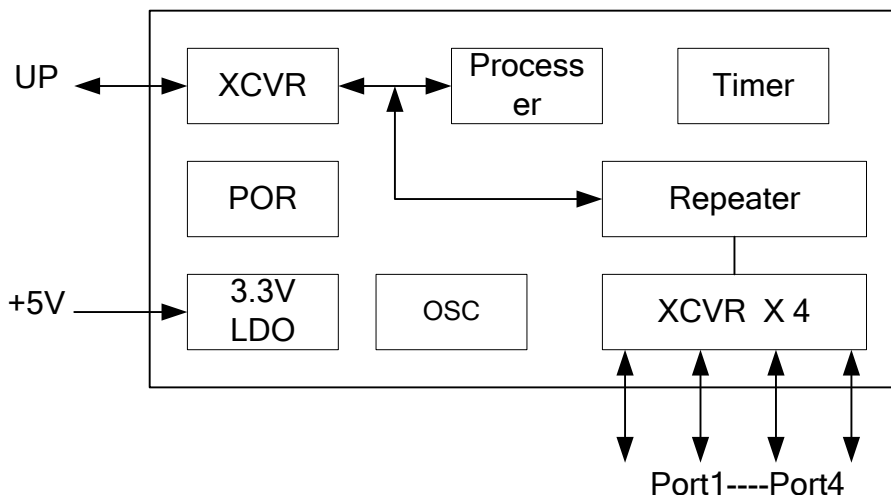 UP
XCVR
Process
er
Timer
POR
Repeater
+5V
3.3V
LDO
OSC
XCVR X 4
Port1----Port4